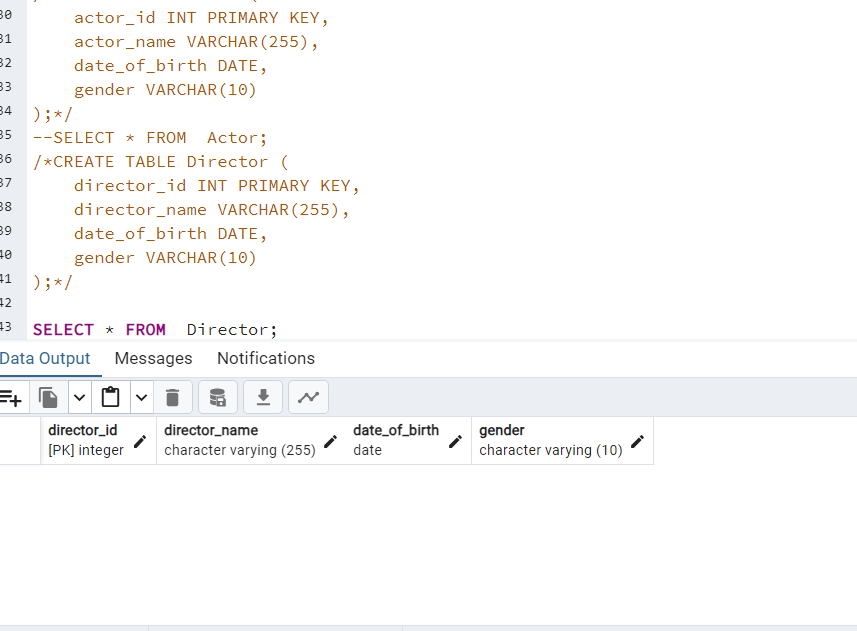 30     actor_id INT PRIMARY KEY,
31     actor_name VARCHAR(255),
32     date_of_birth DATE,
33     gender VARCHAR(10)
34 );*/
35 --SELECT * FROM  Actor;
36 /*CREATE TABLE Director (
37     director_id INT PRIMARY KEY,
38     director_name VARCHAR(255),
39     date_of_birth DATE,
40     gender VARCHAR(10)
41 );*/
42
43 SELECT * FROM  Director;
Data Output Messages Notifications
director_id director_name date_of_birth gender
[PK] integer character varying (255) date character varying (10)